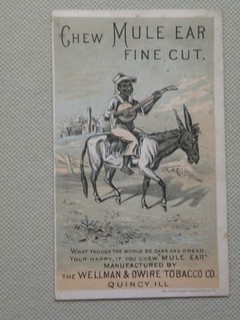 CHEW MULE EAR
FINE CUT.
WHAT THOUGH THE WORLD BE DARK AND DREAR
YOUR HAPPY, IF YOU CHEW "MULE EAR"
MANUFACTURED BY
THE WELLMAN & DWIRE TOBACCO CO.
QUINCY, ILL.